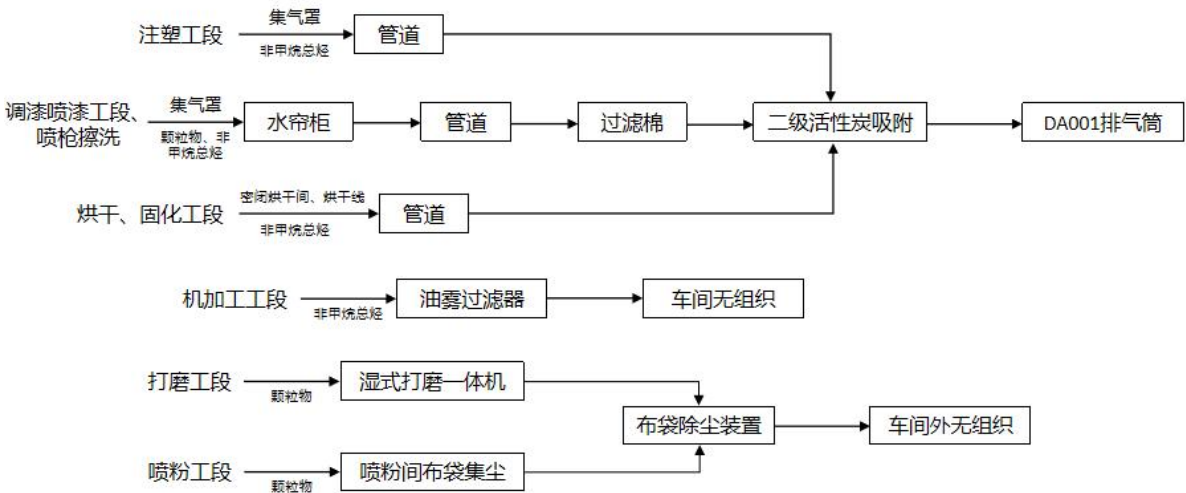 注塑工段
集气罩
非甲烷总烃
管道
调漆喷漆工段、
喷枪擦洗
集气罩
颗粒物、非
甲烷总烃
水帘柜
管道
过滤棉
二级活性炭吸附
DA001排气筒
烘干、固化工段
密闭烘干间、烘干线
非甲烷总烃
管道
机加工工段
非甲烷总烃
油雾过滤器
车间无组织
打磨工段
颗粒物
湿式打磨一体机
布袋除尘装置
车间外无组织
喷粉工段
颗粒物
喷粉间布袋集尘